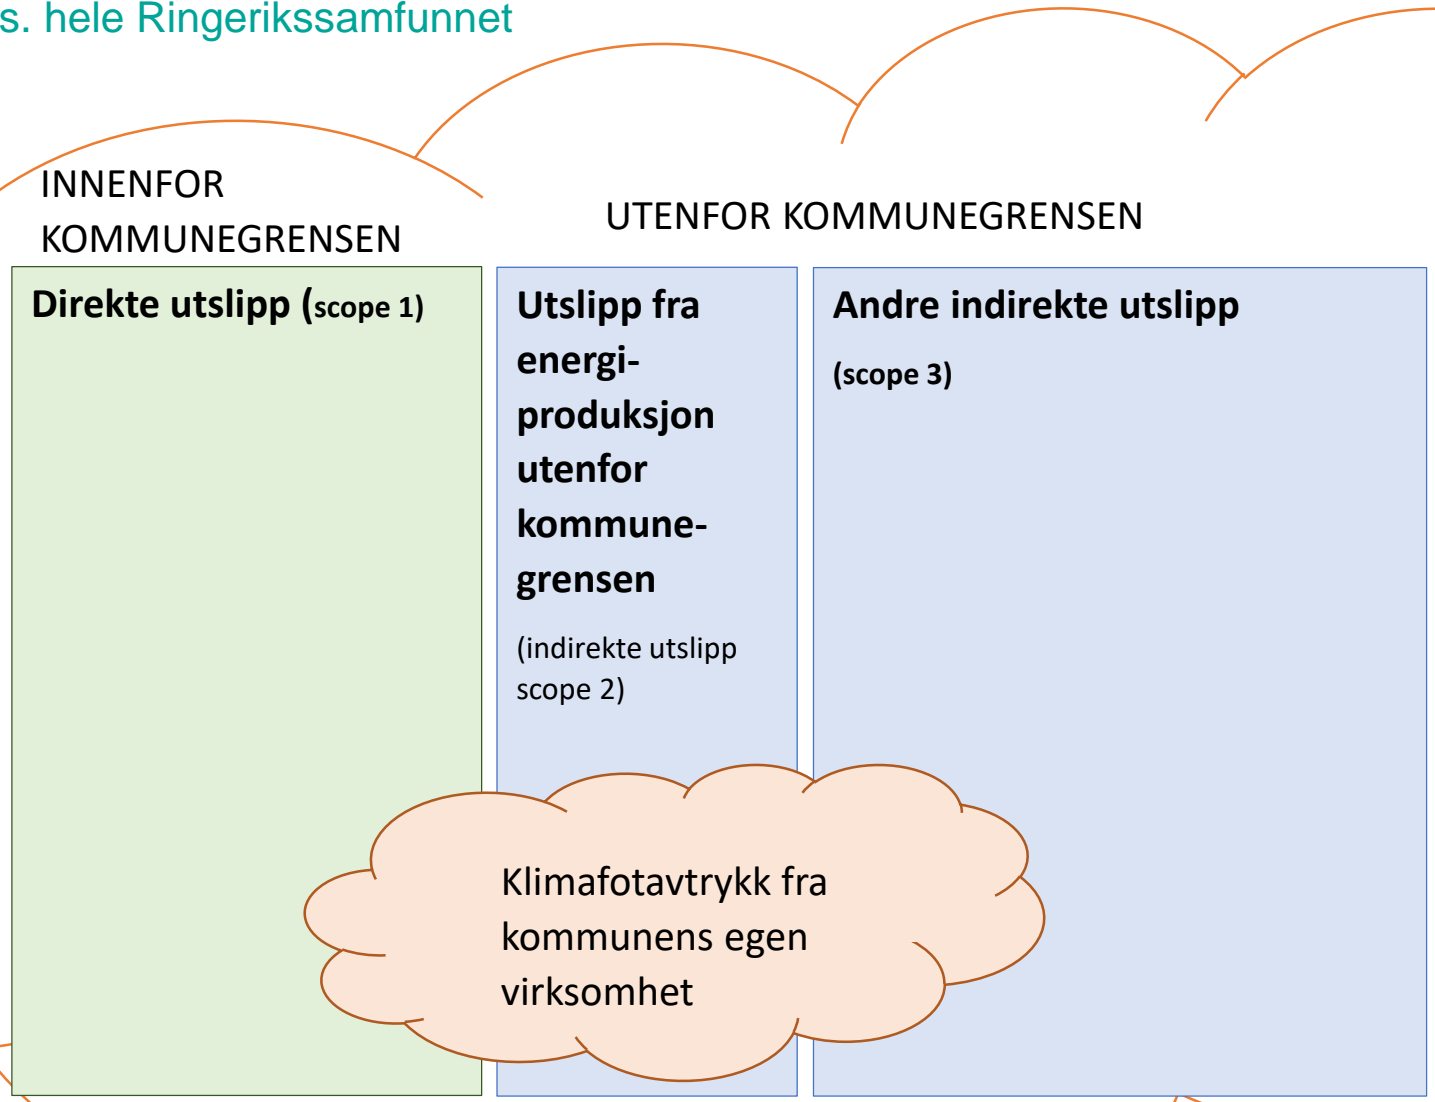 s. hele Ringerikssamfunnet
INNENFOR
KOMMUNEGRENSEN
UTENFOR KOMMUNEGRENSEN
Direkte utslipp (scope 1)
Utslipp fra
energi-
produksjon
utenfor
kommune-
grensen
(indirekte utslipp
scope 2)
Andre indirekte utslipp
(scope 3)
Klimafotavtrykk fra
kommunens egen
virksomhet